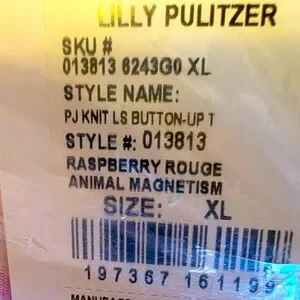 LILLY PULITZER
SKU #
013813 6243G0 XL
STYLE NAME:
PJ KNIT LS BUTTON-UP T
STYLE #: 013813
RASPBERRY ROUGE
ANIMAL MAGNETISM
SIZE: XL
197367 161199